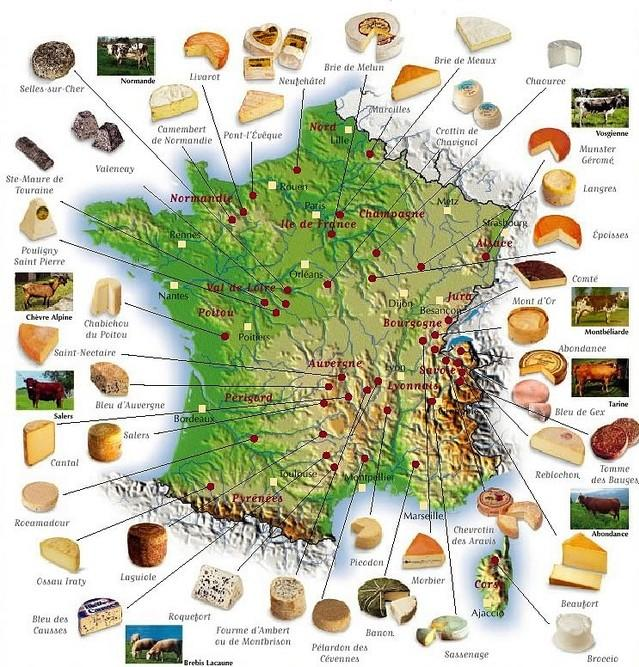 Selles-sur-Cher
Normande
Livarot
Neufchâtel
Brie de Melun
Brie de Meaux
Chaource
Camembert
de Normandie
Pont-l'Évêque
Maroilles
Crottin de
Chavignol
Vosgienne
Munster
Géromé
Valencay
Ste-Maure de
Touraine
Nord
Lille
Langres
Normandie
Rouen
Paris
Ile de France
Champagne
Metz
Strasbourg
Alsace
Époisses
Pouligny
Saint Pierre
Rennes
Orléans
Comté
Chèvre Alpine
Nantes
Val de Loire
Poitou
Dijon
Besançon
Jura
Mont d'Or
Montbéliarde
Chabichou
du Poitou
Poitiers
Bourgogne
Saint-Nectaire
Abondance
Auvergne
Lyon
Savoie
Lyonnais
Tarine
Salers
Bleu d'Auvergne
Périgord
Grenoble
Bleu de Gex
Bordeaux
Salers
Cantal
Reblochon
Tomme
des Bauges
Rocamadour
Toulouse
Montpellier
Pyrénées
Marseille
Chevrotin
des Aravis
Abondance
Ossau Iraty
Laguiole
Picodon
Morbier
Corse
Ajaccio
Beaufort
Bleu des
Causses
Roquefort
Fourme d'Ambert
ou de Montbrison
Pélardon des
Cévennes
Banon
Sassenage
Broccio
Brebis Lacaune